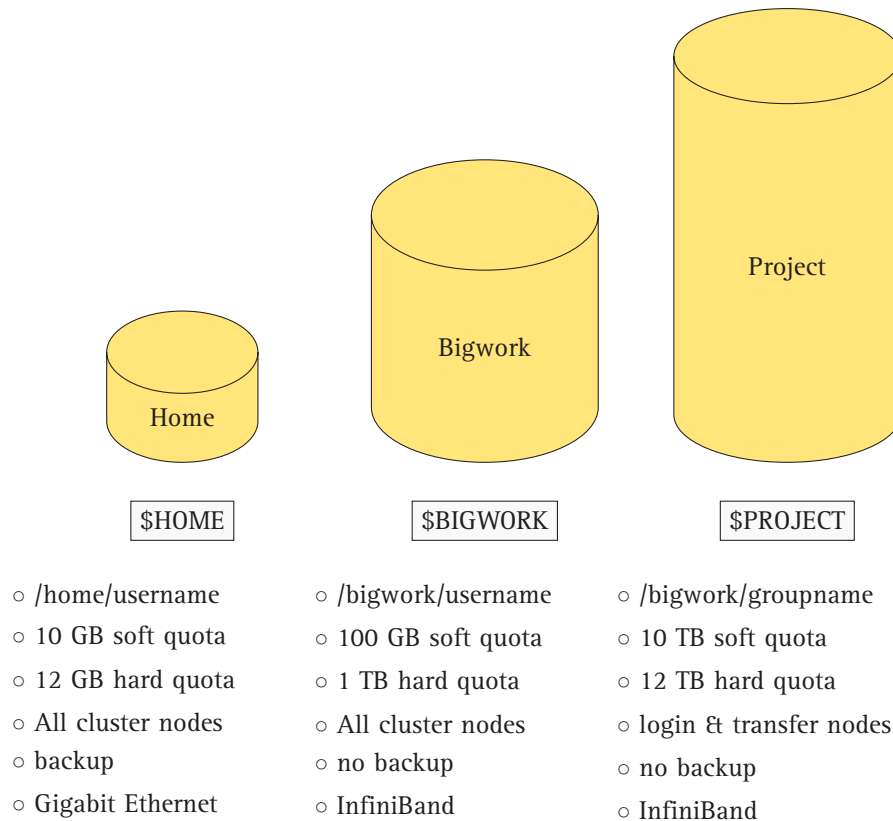 Project
Bigwork
Home
$HOME
$BIGWORK
$PROJECT
○ /home/username
○ 10 GB soft quota
○ 12 GB hard quota
○ All cluster nodes
○ backup
○ Gigabit Ethernet
○ /bigwork/username
○ 100 GB soft quota
○ 1 TB hard quota
○ All cluster nodes
○ no backup
○ InfiniBand
○ /bigwork/groupname
○ 10 TB soft quota
○ 12 TB hard quota
○ login & transfer nodes
○ no backup
○ InfiniBand